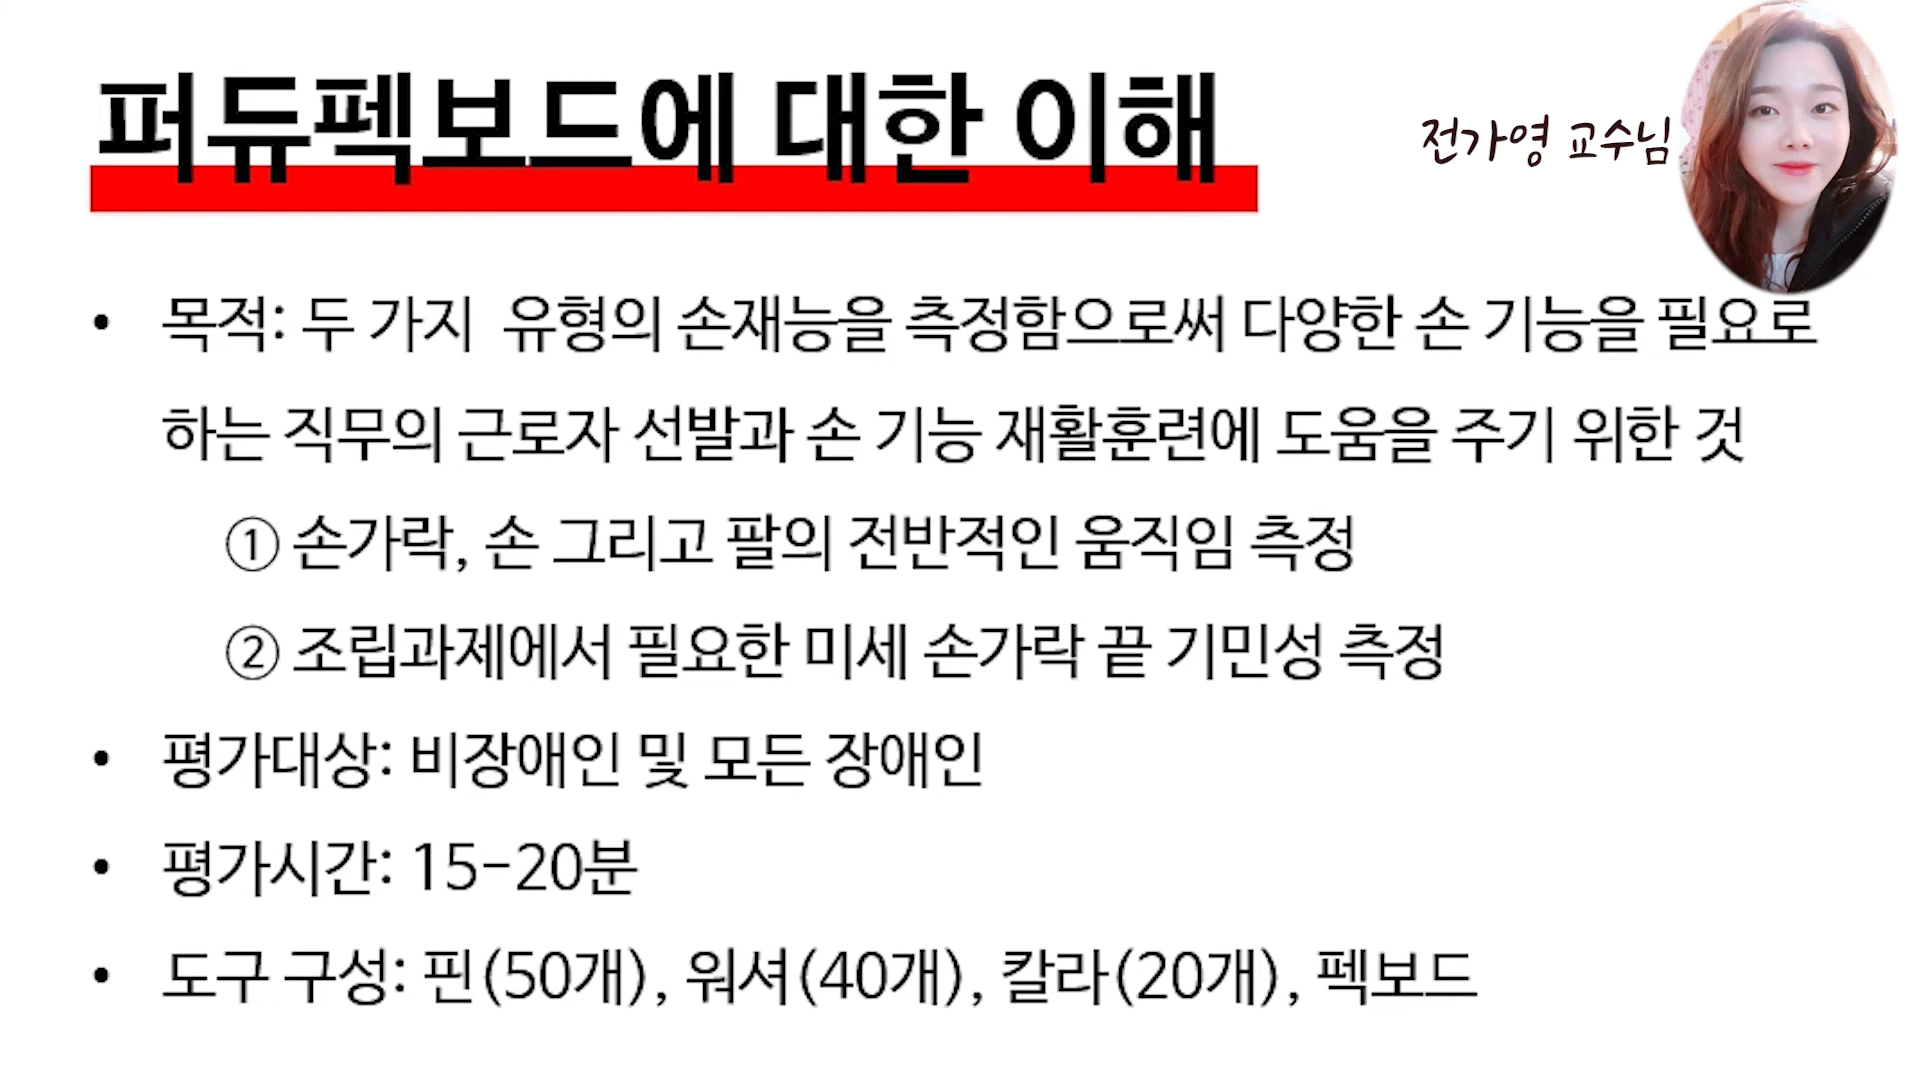 퍼듀펙보드에 대한 이해
전가영 교수님
• 목적: 두 가지 유형의 손재능을 측정함으로써 다양한 손 기능을 필요로
하는 직무의 근로자 선발과 손 기능 재활훈련에 도움을 주기 위한 것
① 손가락, 손 그리고 팔의 전반적인 움직임 측정
② 조립과제에서 필요한 미세 손가락 끝 기민성 측정
• 평가대상: 비장애인 및 모든 장애인
• 평가시간: 15-20분
• 도구 구성: 핀(50개), 워셔(40개), 칼라(20개), 펙보드